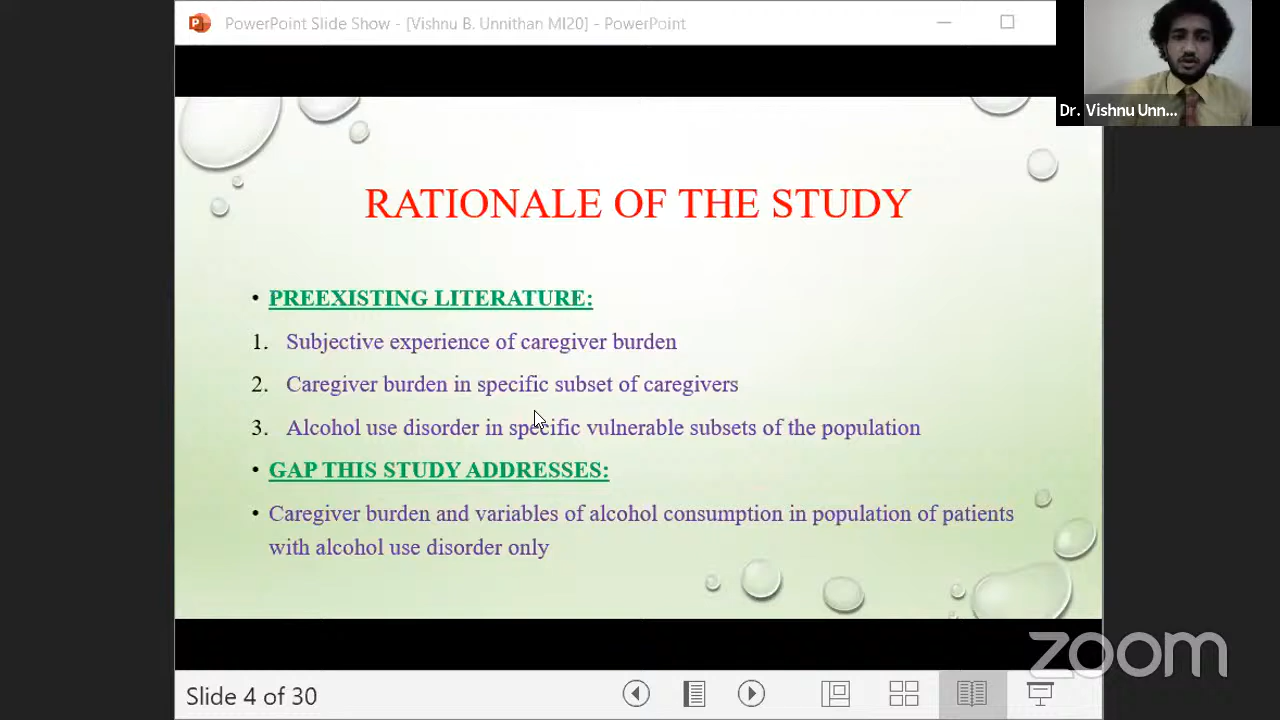 PowerPoint Slide Show - [Vishnu B. Unnithan MI20] - PowerPoint
Dr. Vishnu Unn...
RATIONALE OF THE STUDY
• PREEXISTING LITERATURE:
1. Subjective experience of caregiver burden
2. Caregiver burden in specific subset of caregivers
3. Alcohol use disorder in specific vulnerable subsets of the population
• GAP THIS STUDY ADDRESSES:
• Caregiver burden and variables of alcohol consumption in population of patients
with alcohol use disorder only
zoom
Slide 4 of 30